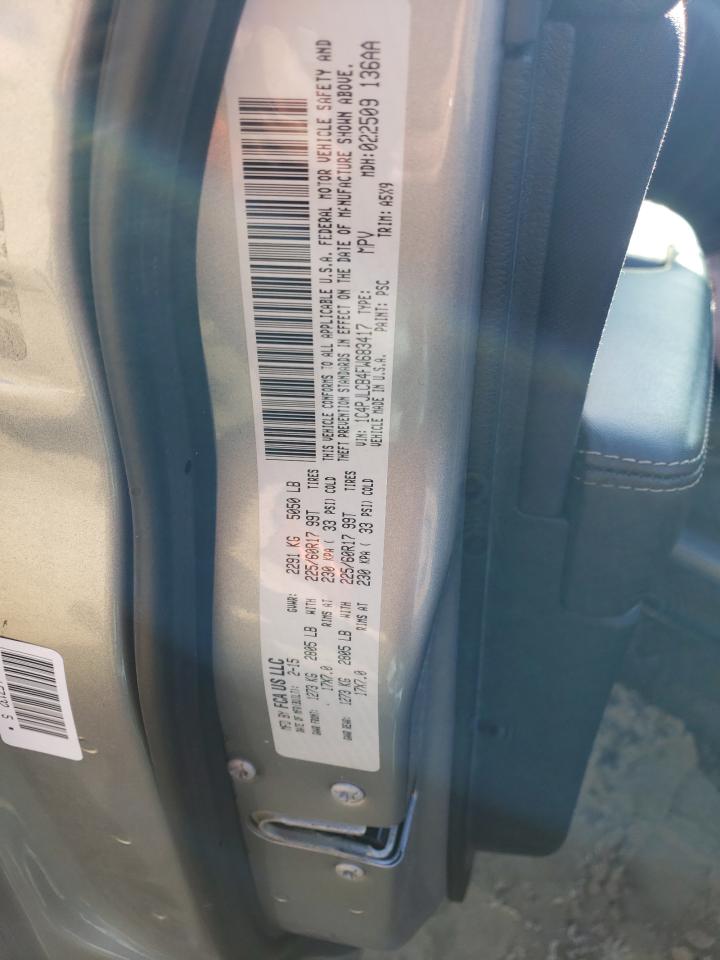 MFD BY FCA US LLC
DATE OF MFR(BUILT): 2-15 GVWR: 2291 KG 5050 LB
GAWR FRONT: 1273 KG 2805 LB WITH 225/60R17 99T TIRES
17X7.0 RIMS AT 230 KPA ( 33 PSI) COLD
GAWR REAR: 1273 KG 2805 LB WITH 225/60R17 99T TIRES
17X7.0 RIMS AT 230 KPA ( 33 PSI) COLD
THIS VEHICLE CONFORMS TO ALL APPLICABLE U.S.A. FEDERAL MOTOR VEHICLE SAFETY AND
THEFT PREVENTION STANDARDS IN EFFECT ON THE DATE OF MANUFACTURE SHOWN ABOVE.
VIN: 1C4PJLCB4FW683417 TYPE: MPV MDH: 022509 136AA
VEHICLE MADE IN U.S.A. PAINT: PSC TRIM: A5X9